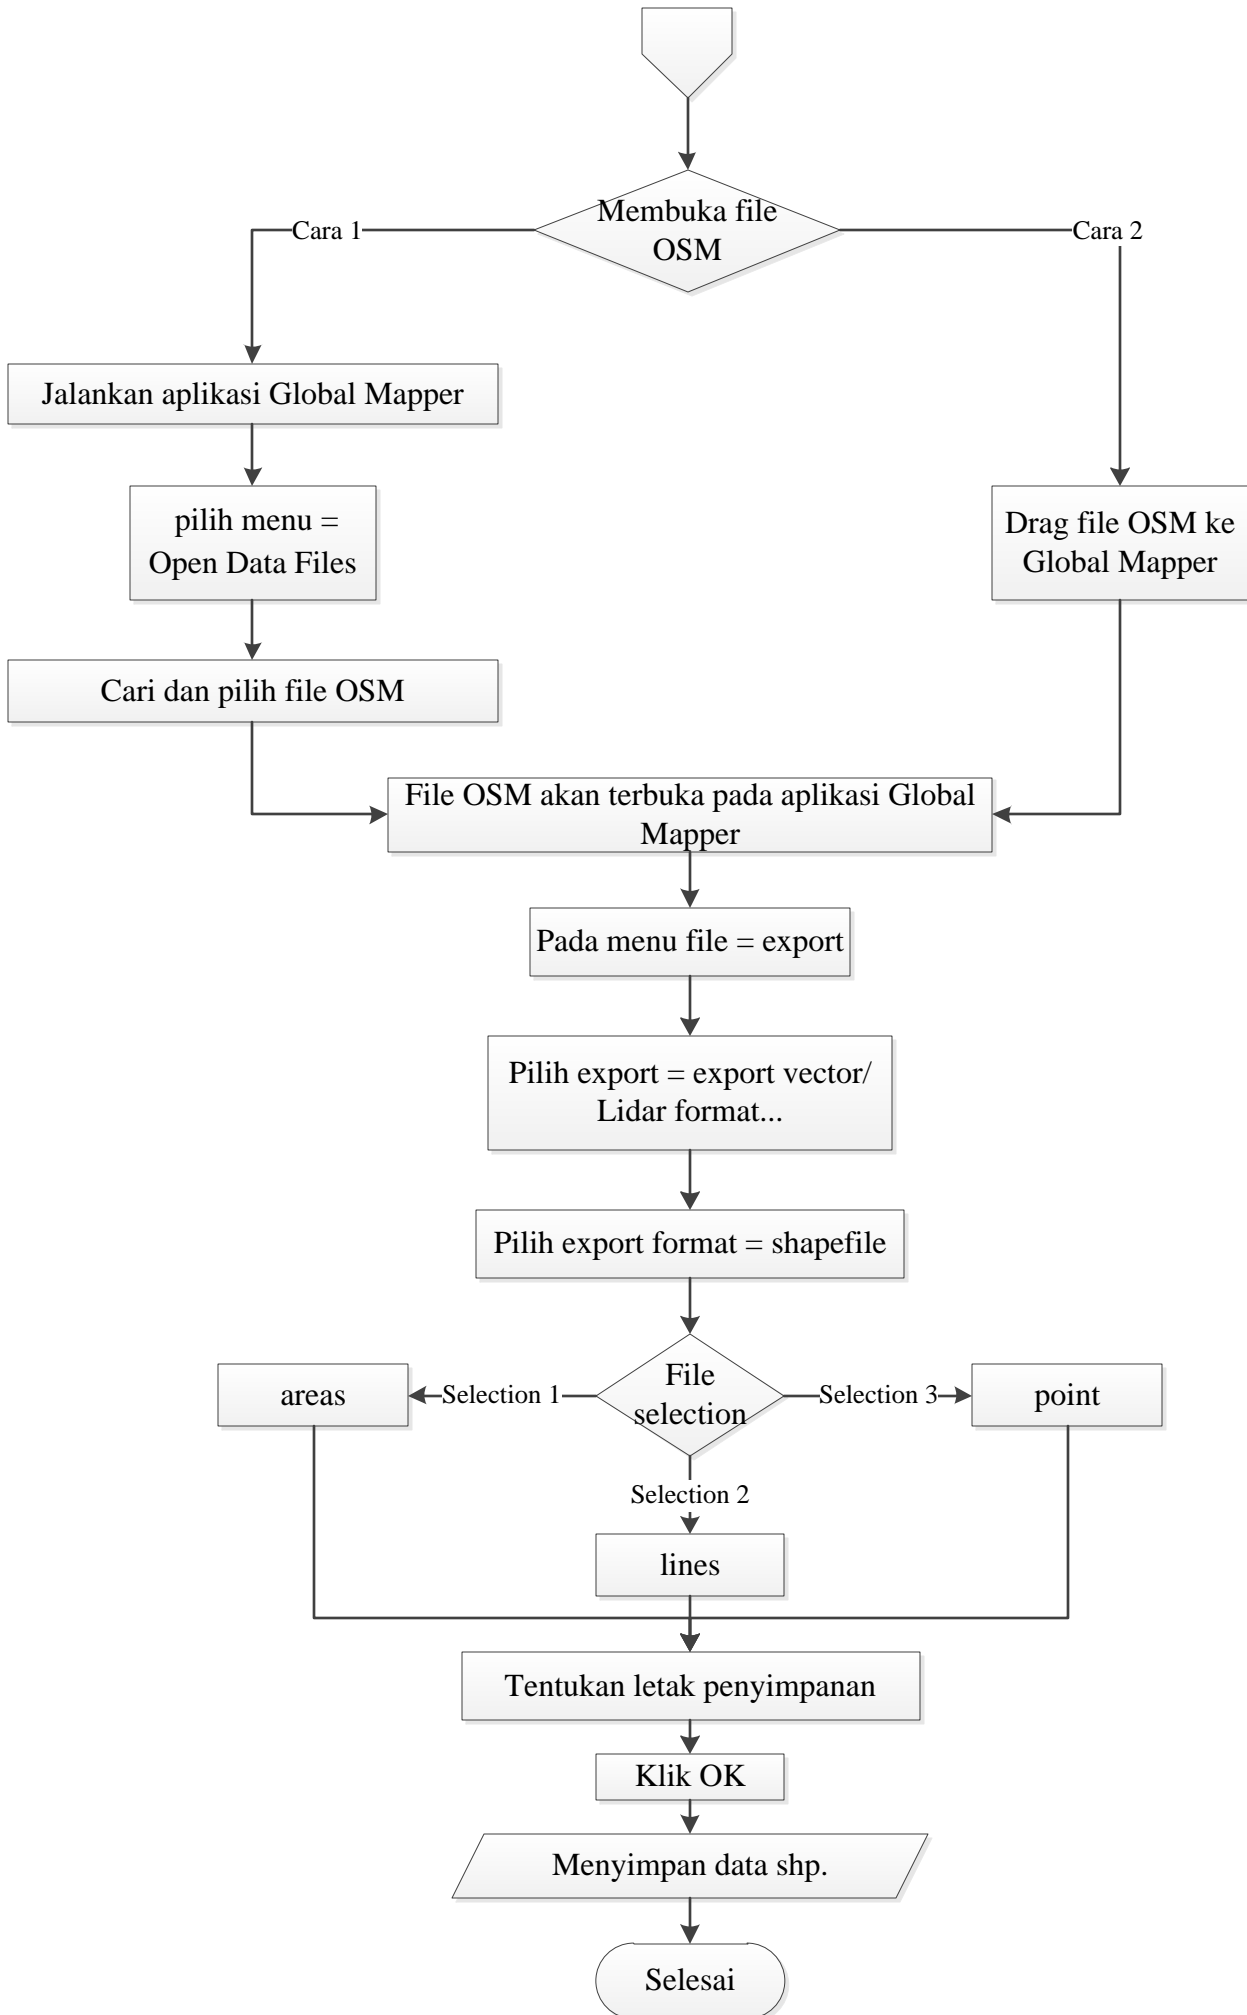 Membuka file
OSM
Cara 1
Cara 2
Jalankan aplikasi Global Mapper
pilih menu =
Open Data Files
Drag file OSM ke
Global Mapper
Cari dan pilih file OSM
File OSM akan terbuka pada aplikasi Global
Mapper
Pada menu file = export
Pilih export = export vector/
Lidar format...
Pilih export format = shapefile
File
selection
Selection 1
areas
Selection 3
point
Selection 2
lines
Tentukan letak penyimpanan
Klik OK
Menyimpan data shp.
Selesai